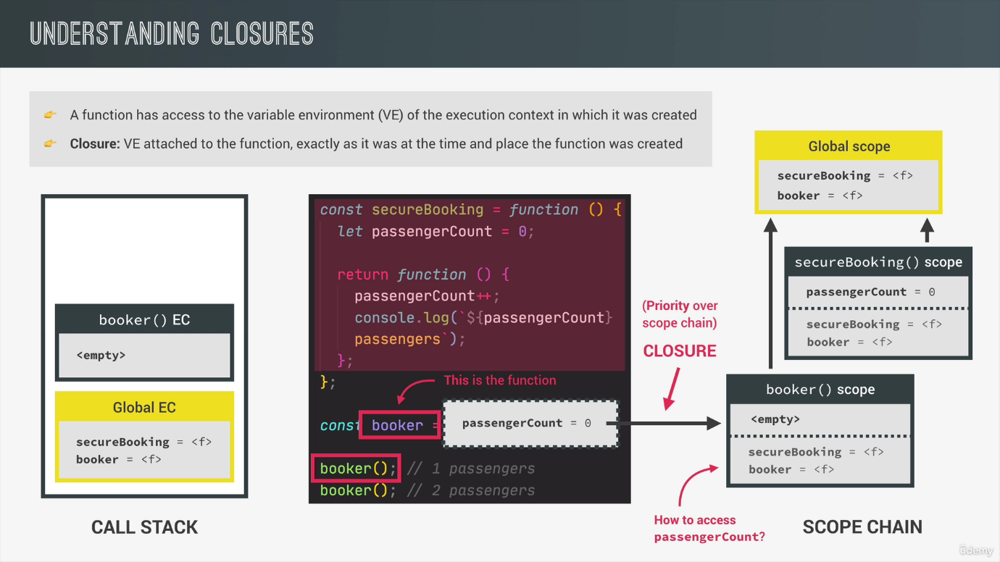 UNDERSTANDING CLOSURES
👉 A function has access to the variable environment (VE) of the execution context in which it was created
👉 Closure: VE attached to the function, exactly as it was at the time and place the function was created
booker() EC
<empty>
Global EC
secureBooking = <f>
booker = <f>
CALL STACK
const secureBooking = function () {
let passengerCount = 0;
return function () {
passengerCount++;
console.log(`${passengerCount}
passengers`);
};
};
This is the function
const booker =
passengerCount = 0
booker(); // 1 passengers
booker(); // 2 passengers
(Priority over
scope chain)
CLOSURE
Global scope
secureBooking = <f>
booker = <f>
secureBooking() scope
passengerCount = 0
secureBooking = <f>
booker = <f>
booker() scope
<empty>
secureBooking = <f>
booker = <f>
How to access
passengerCount?
SCOPE CHAIN
ûdemy